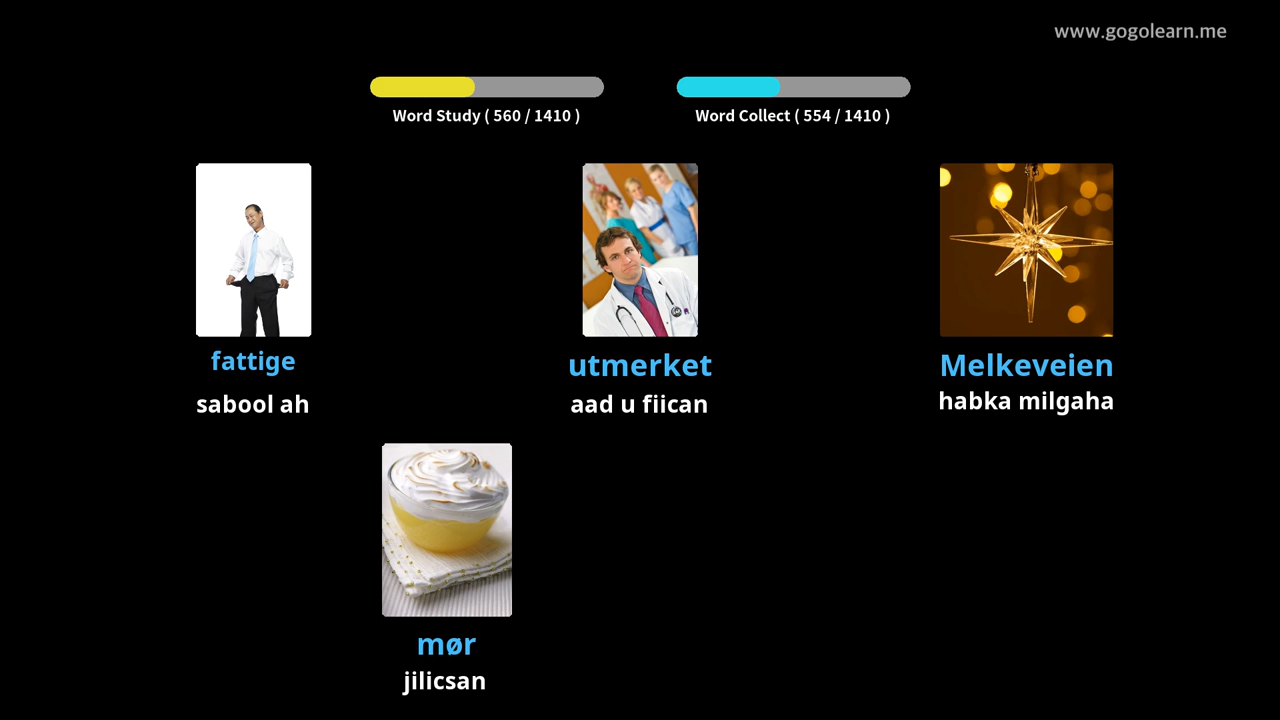 www.gogolearn.me
Word Study ( 560 / 1410 )
Word Collect ( 554 / 1410 )
fattige
utmerket
Melkeveien
sabool ah
aad u fiican
habka milgaha
mør
jilicsan